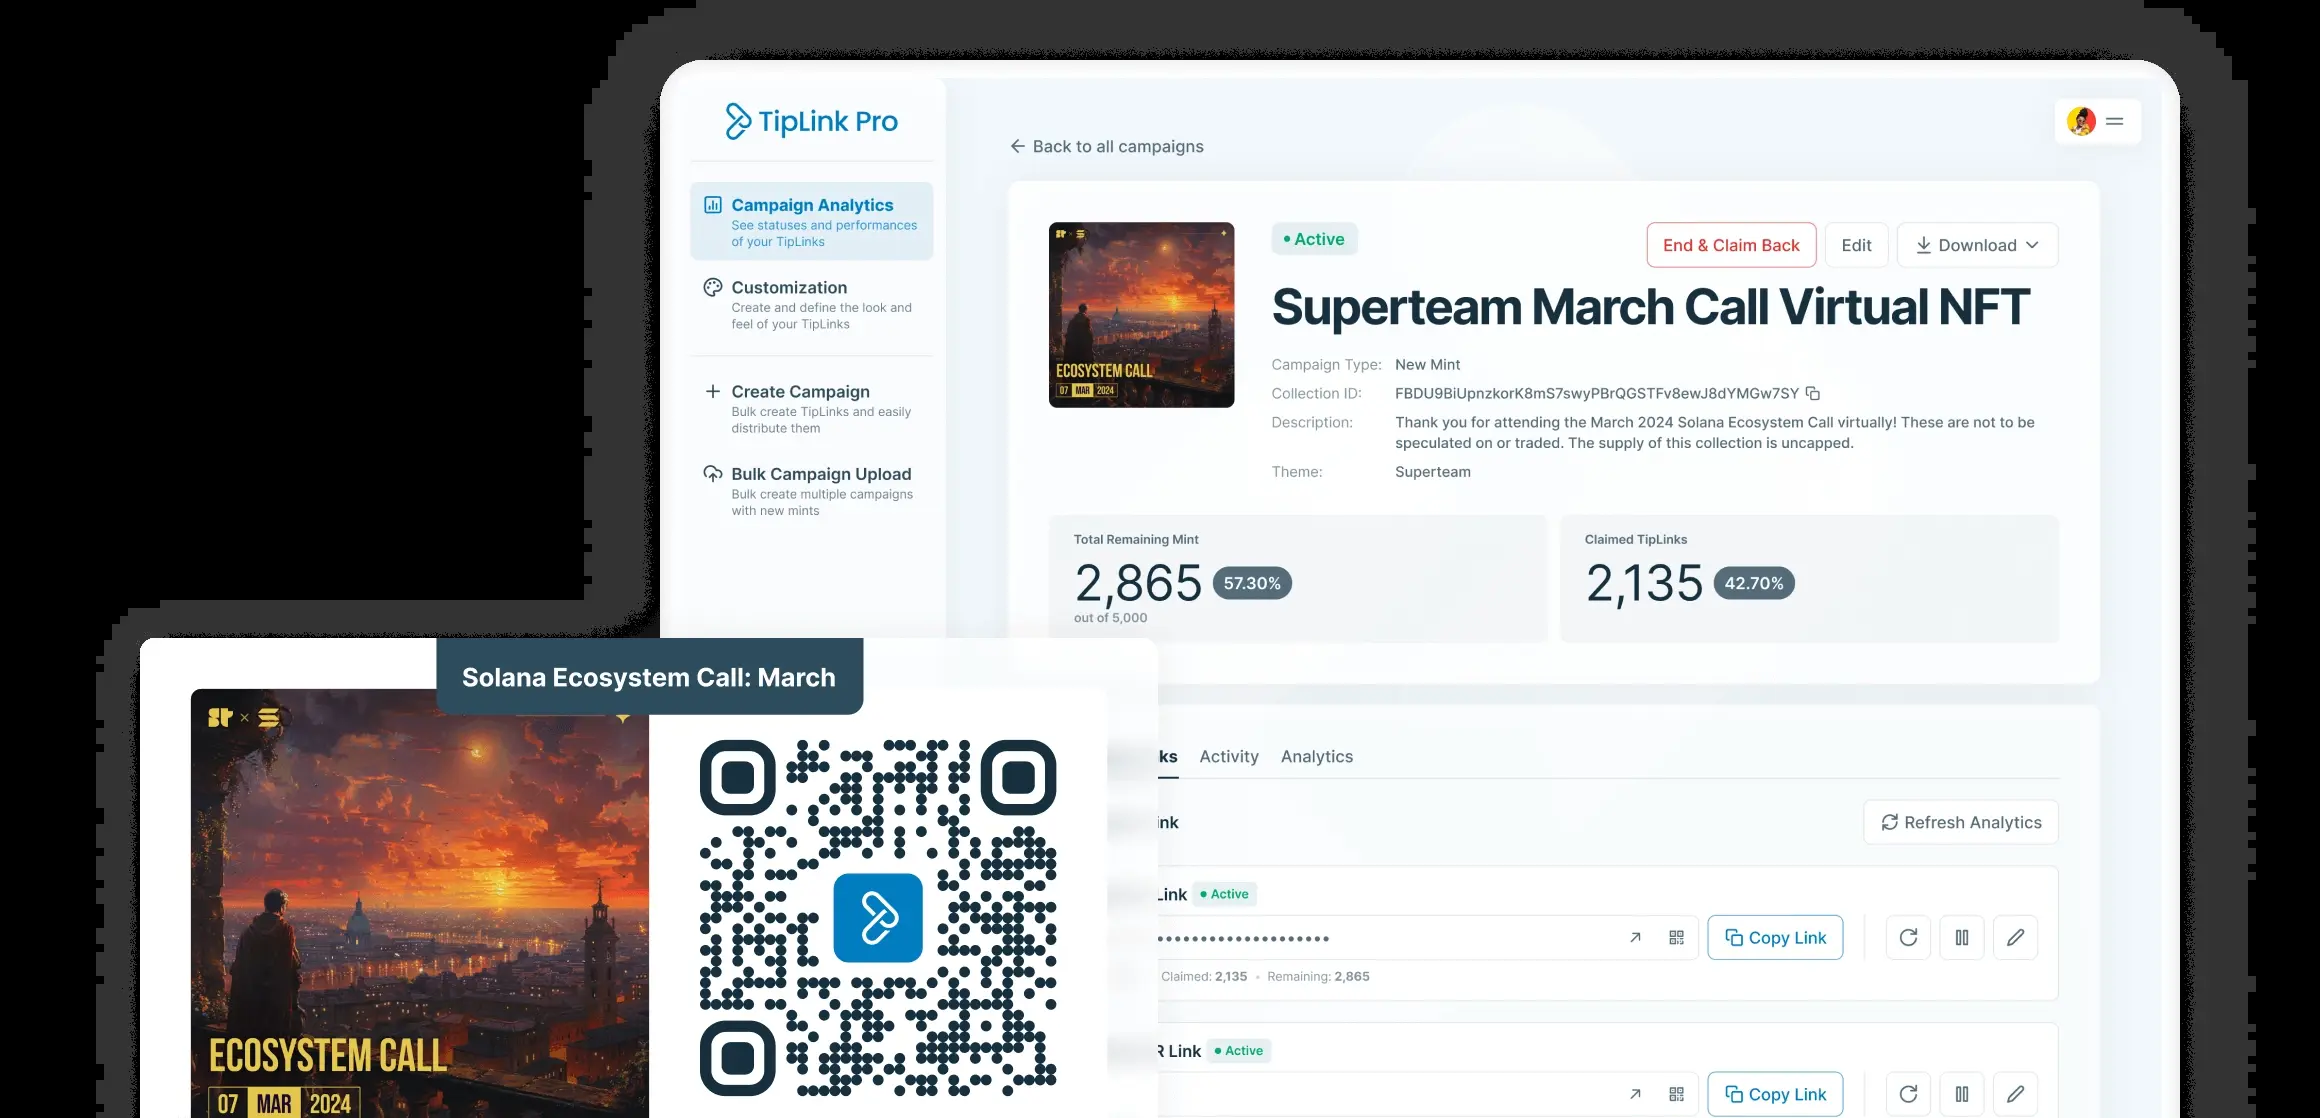 TipLink Pro
Campaign Analytics
See statuses and performances
of your TipLinks
Customization
Create and define the look and
feel of your TipLinks
Create Campaign
Bulk create TipLinks and easily
distribute them
Bulk Campaign Upload
Bulk create multiple campaigns
with new mints
Back to all campaigns
ECOSYSTEM CALL
07 MAR 2024
Active
End & Claim Back
Edit
Download
Superteam March Call Virtual NFT
Campaign Type: New Mint
Collection ID: FBDU9BiUpnzkorK8mS7swyPBrQGSTFv8ewJ8dYMGw7SY
Description: Thank you for attending the March 2024 Solana Ecosystem Call virtually! These are not to be
speculated on or traded. The supply of this collection is uncapped.
Theme: Superteam
Total Remaining Mint
2,865 57.30%
out of 5,000
Claimed TipLinks
2,135 42.70%
ks Activity Analytics
ink
Refresh Analytics
Link Active
Copy Link
Claimed: 2,135 • Remaining: 2,865
R Link Active
Copy Link
Solana Ecosystem Call: March
ECOSYSTEM CALL
07 MAR 2024